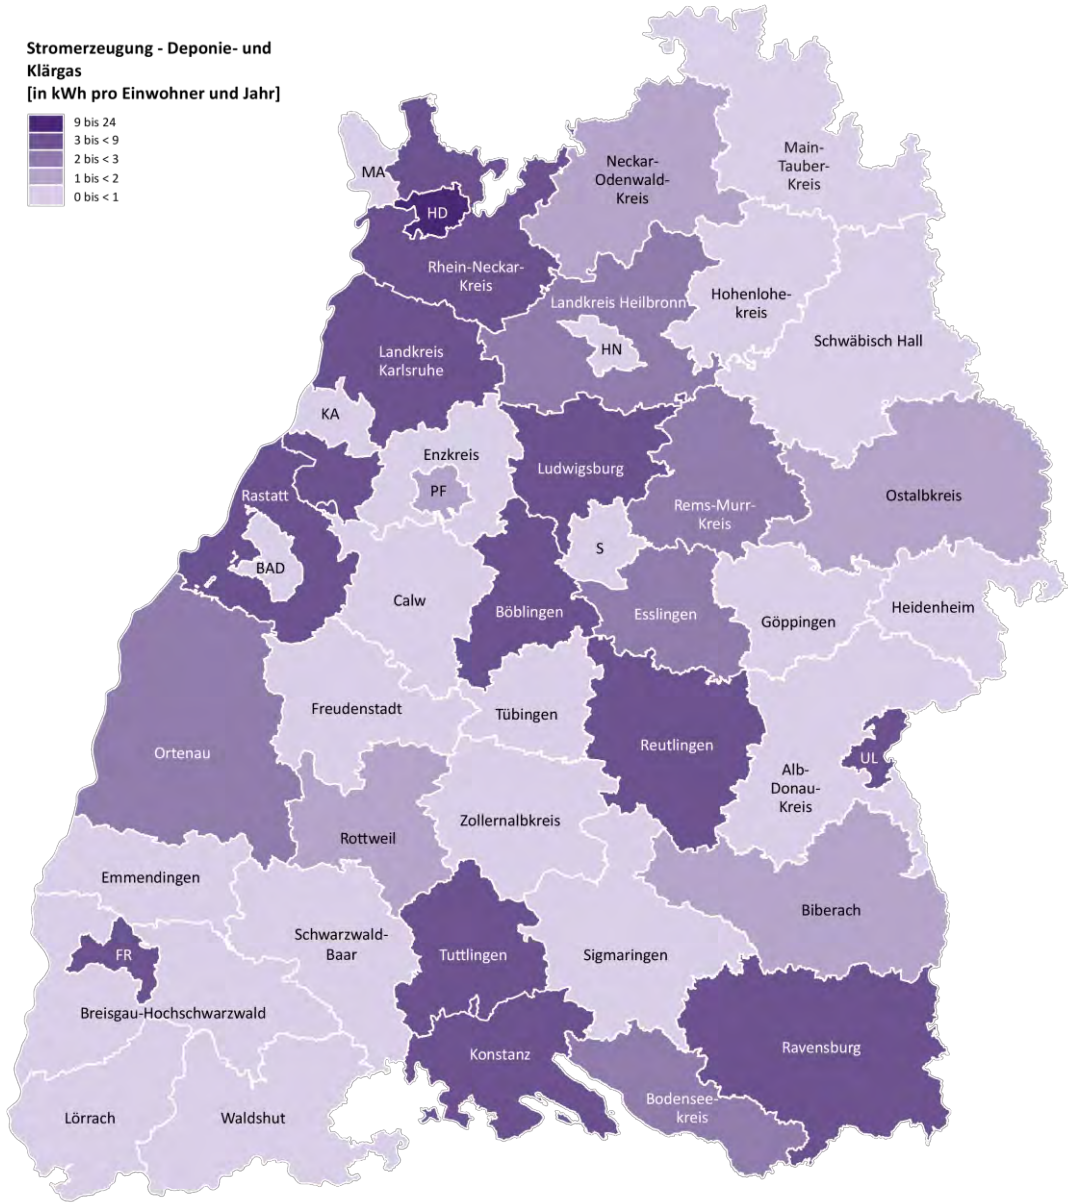 Stromerzeugung - Deponie- und
Klärgas
[in kWh pro Einwohner und Jahr]
9 bis 24
3 bis < 9
2 bis < 3
1 bis < 2
0 bis < 1
Main-
Tauber-
Kreis
Neckar-
Odenwald-
Kreis
MA
HD
Rhein-Neckar-
Kreis
Landkreis Heilbronn
Hohenlohe-
kreis
HN
Schwäbisch Hall
Landkreis
Karlsruhe
KA
Enzkreis
Ludwigsburg
PF
Rastatt
Rems-Murr-
Kreis
Ostalbkreis
S
BAD
Calw
Böblingen
Esslingen
Göppingen
Heidenheim
Freudenstadt
Tübingen
Ortenau
Reutlingen
UL
Alb-
Donau-
Kreis
Rottweil
Zollernalbkreis
Emmendingen
Biberach
Schwarzwald-
Baar
FR
Tuttlingen
Sigmaringen
Breisgau-Hochschwarzwald
Konstanz
Ravensburg
Bodensee-
kreis
Lörrach
Waldshut